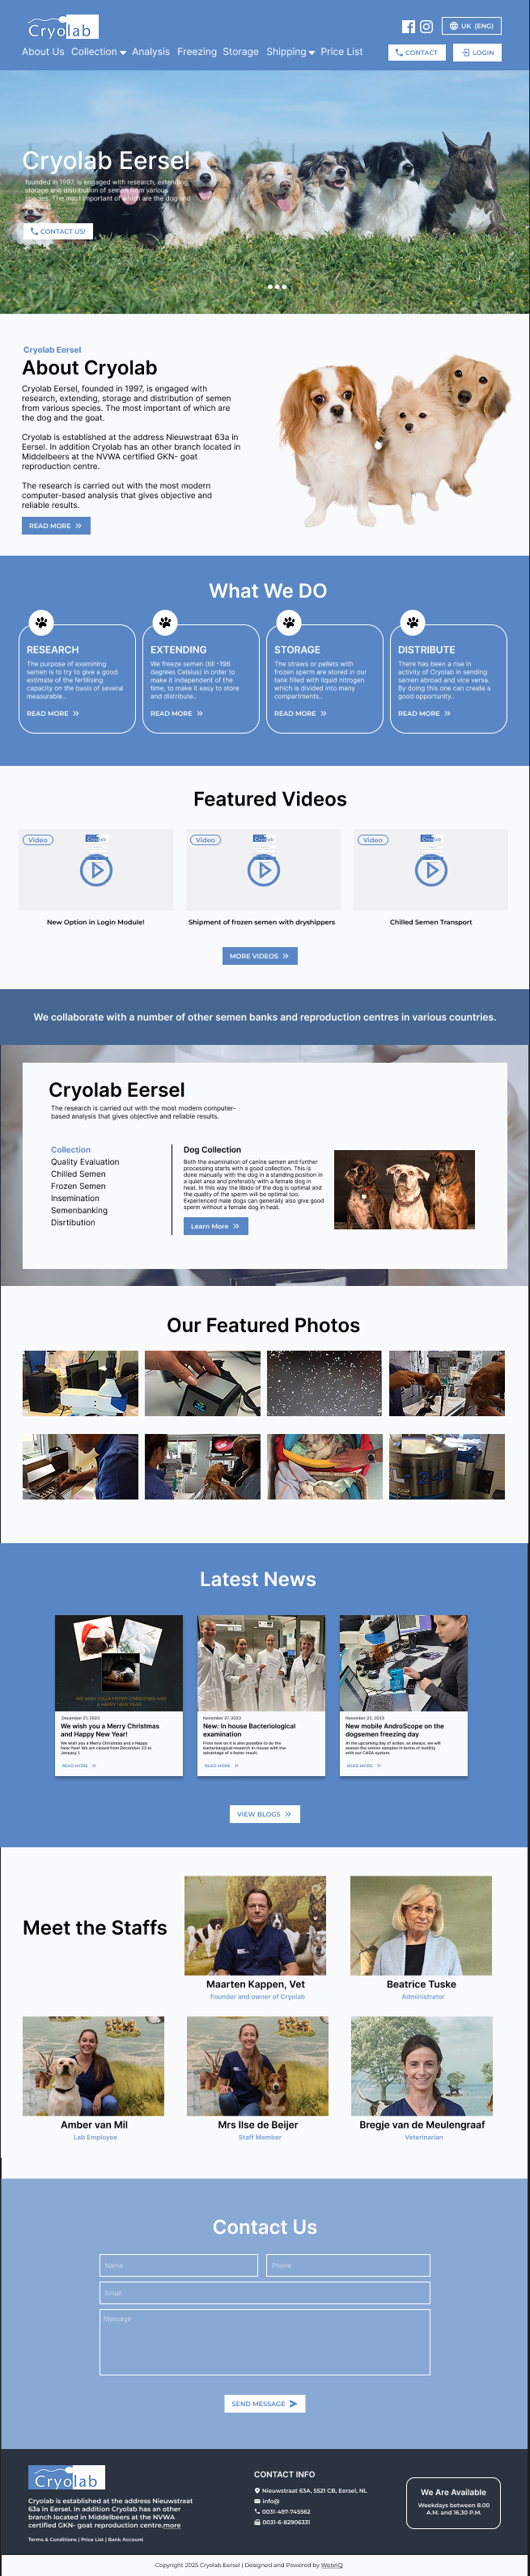 Cryolab
UK (ENG)
About Us Collection Analysis Freezing Storage Shipping Price List
CONTACT
LOGIN
Cryolab Eersel
founded in 1997, is engaged with research, extending,
storage and distribution of semen from various
species. The most important of which are the dog and
CONTACT US!
Cryolab Eersel
About Cryolab
Cryolab Eersel, founded in 1997, is engaged with
research, extending, storage and distribution of semen
from various species. The most important of which are
the dog and the goat.
Cryolab is established at the address Nieuwstraat 63a in
Eersel. In addition Cryolab has an other branch located in
Middelbeers at the NVWA certified GKN- goat
reproduction centre.
The research is carried out with the most modern
computer-based analysis that gives objective and
reliable results.
READ MORE
What We DO
RESEARCH
The purpose of examining
semen is to try to give a good
estimate of the fertilising
capacity on the basis of several
measurable..
READ MORE
EXTENDING
We freeze semen (till -196
degrees Celsius) in order to
make it independent of the
time, to make it easy to store
and distribute..
READ MORE
STORAGE
The straws or pellets with
frozen sperm are stored in our
tank filled with liquid nitrogen
which is divided into many
compartments..
READ MORE
DISTRIBUTE
There has been a rise in
activity of Cryolab in sending
semen abroad and vice versa.
By doing this one can create a
good opportunity..
READ MORE
Featured Videos
Video
Cryolab
New Option in Login Module!
Video
Cryolab
Shipment of frozen semen with dryshippers
Video
Cryolab
Chilled Semen Transport
MORE VIDEOS
We collaborate with a number of other semen banks and reproduction centres in various countries.
Cryolab Eersel
The research is carried out with the most modern computer-
based analysis that gives objective and reliable results.
Collection
Quality Evaluation
Chilled Semen
Frozen Semen
Insemination
Semenbanking
Disrtibution
Dog Collection
Both the examination of canine semen and further
processing starts with a good collection. This is
done manually with the dog in a standing position in
a quiet area and preferably with a female dog in
heat. In this way the libido of the dog is optimal and
the quality of the sperm will be optimal too.
Experienced male dogs can generally also give good
sperm without a female dog in heat.
Learn More
Our Featured Photos
24
Latest News
WE WISH YOU A MERRY CHRISTMAS AND
A HAPPY NEW YEAR
December 21, 2023
We wish you a Merry Christmas
and Happy New Year!
We wish you a Merry Christmas and a Happy
New Year! We are closed from December 22 to
January 1.
READ MORE
November 27, 2023
New: In house Bacteriological
examination
From now on it is also possible to do the
bacteriological research in-house with the
advantage of a faster result.
READ MORE
November 22, 2023
New mobile AndroScope on the
dogsemen freezing day
At the upcoming day of action, as always, we will
assess the semen samples in terms of motility
with our CASA system.
READ MORE
VIEW BLOGS
Meet the Staffs
Maarten Kappen, Vet
Founder and owner of Cryolab
Beatrice Tuske
Administrator
Amber van Mil
Lab Employee
Mrs Ilse de Beijer
Staff Member
Bregje van de Meulengraaf
Veterinarian
Contact Us
Name
Phone
Email
Message
SEND MESSAGE
Cryolab
Cryolab is established at the address Nieuwstraat
63a in Eersel. In addition Cryolab has an other
branch located in Middelbeers at the NVWA
certified GKN- goat reproduction centre.more
Terms & Conditions | Price List | Bank Account
CONTACT INFO
Nieuwstraat 63A, 5521 CB, Eersel, NL
info@
0031-497-745562
0031-6-82906331
We Are Available
Weekdays between 8.00
A.M. and 16.30 P.M.
Copyright 2025 Cryolab Eersel | Designed and Powered by WebriQ